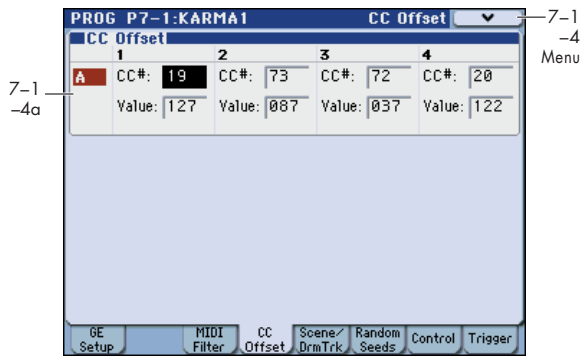 PROG P7-1:KARMA1 CC Offset
7–1
–4
Menu
CC Offset
1 2 3 4
A CC#: 19 CC#: 73 CC#: 72 CC#: 20
7–1
–4a
Value: 127 Value: 087 Value: 037 Value: 122
GE Setup MIDI Filter CC Offset Scene/ DrmTrk Random Seeds Control Trigger